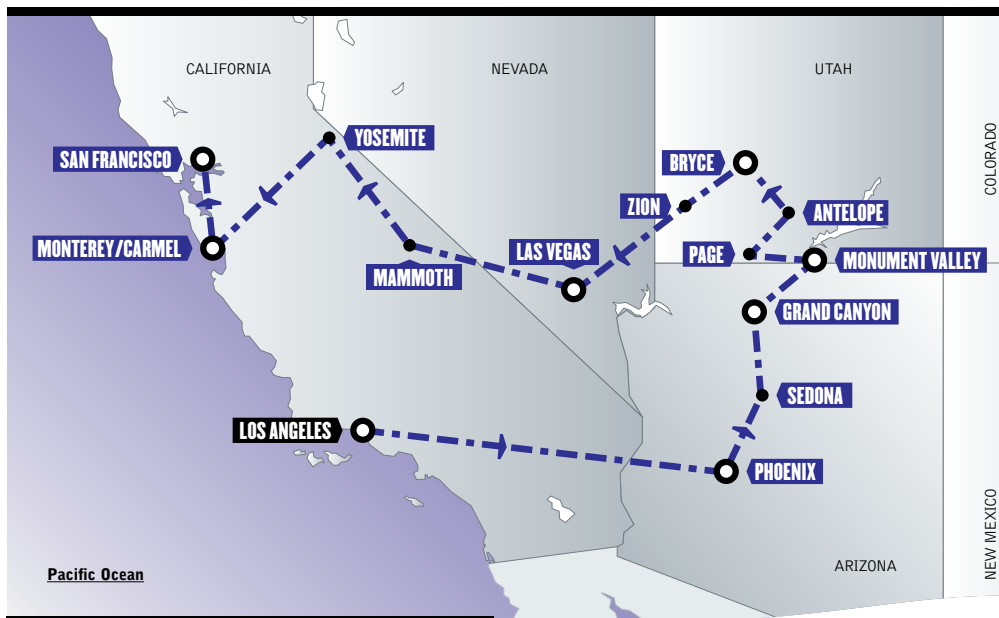 CALIFORNIA
NEVADA
UTAH
COLORADO
YOSEMITE
SAN FRANCISCO
BRYCE
ZION
ANTELOPE
MONTEREY/CARMEL
LAS VEGAS
PAGE
MONUMENT VALLEY
MAMMOTH
GRAND CANYON
SEDONA
LOS ANGELES
PHOENIX
NEW MEXICO
ARIZONA
Pacific Ocean